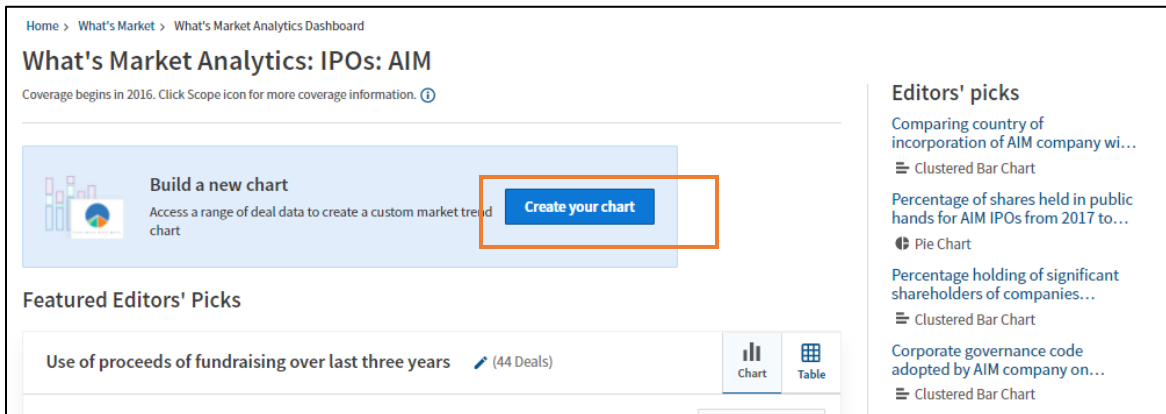 Home > What's Market > What's Market Analytics Dashboard
What's Market Analytics: IPOs: AIM
Coverage begins in 2016. Click Scope icon for more coverage information.
Build a new chart
Access a range of deal data to create a custom market trend
chart
Create your chart
Featured Editors' Picks
Use of proceeds of fundraising over last three years (44 Deals)
Chart
Table
Editors' picks
Comparing country of
incorporation of AIM company wi...
Clustered Bar Chart
Percentage of shares held in public
hands for AIM IPOs from 2017 to...
Pie Chart
Percentage holding of significant
shareholders of companies...
Clustered Bar Chart
Corporate governance code
adopted by AIM company on...
Clustered Bar Chart